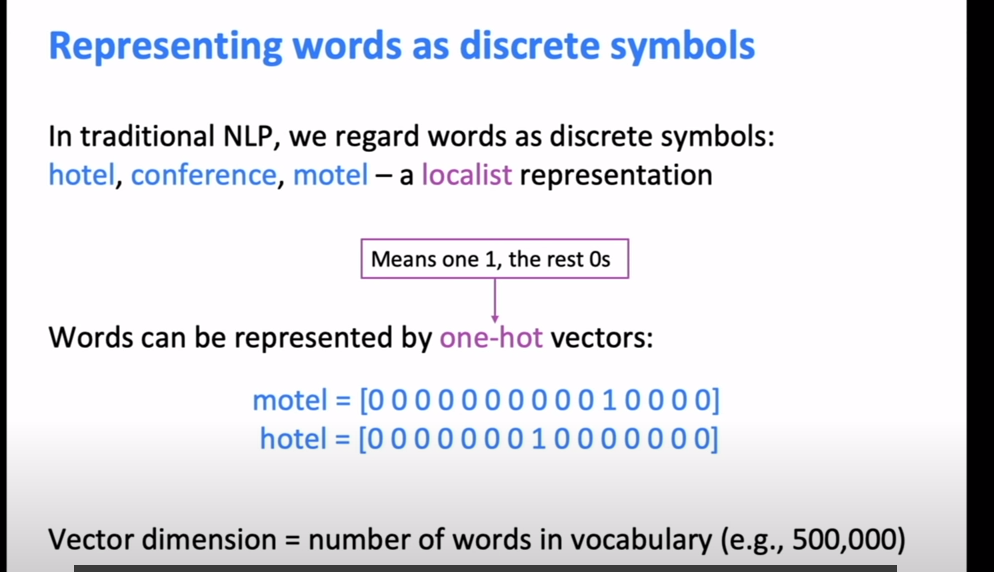 Representing words as discrete symbols
In traditional NLP, we regard words as discrete symbols:
hotel, conference, motel – a localist representation
Means one 1, the rest 0s
Words can be represented by one-hot vectors:
motel = [0 0 0 0 0 0 0 0 0 0 1 0 0 0 0]
hotel = [0 0 0 0 0 0 0 1 0 0 0 0 0 0 0]
Vector dimension = number of words in vocabulary (e.g., 500,000)